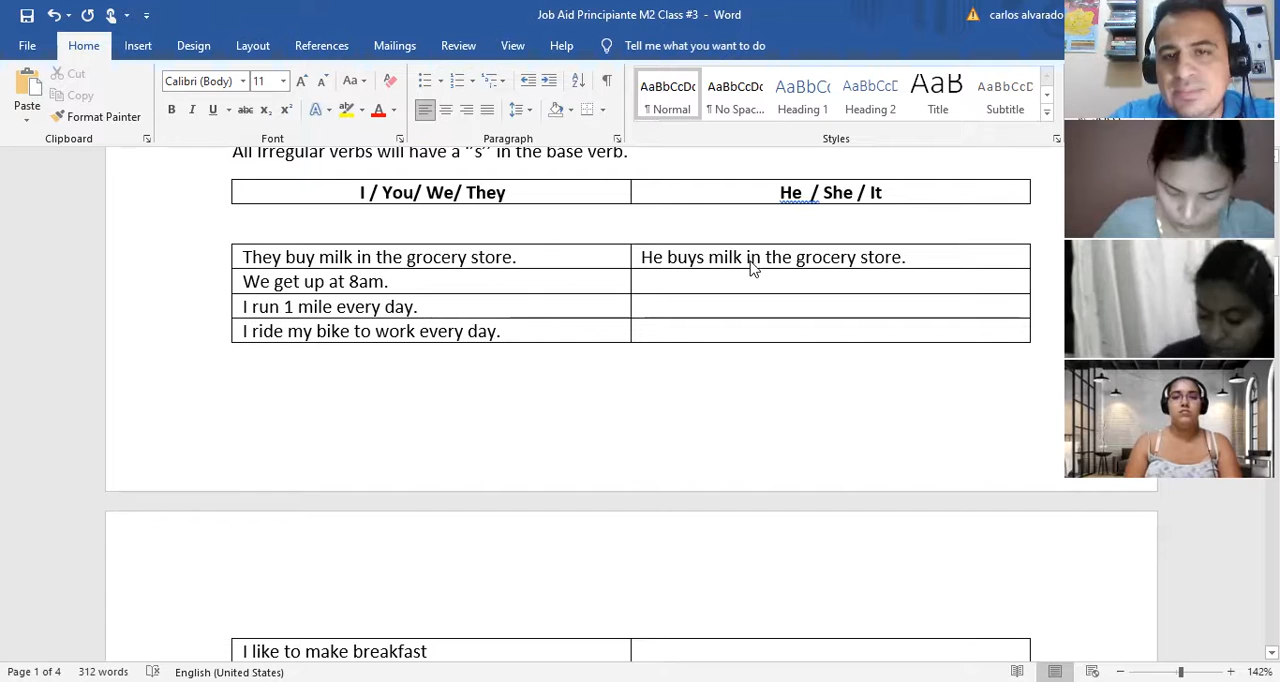 Job Aid Principiante M2 Class #3 - Word
carlos alvarado
File Home Insert Design Layout References Mailings Review View Help Tell me what you want to do
Cut
Copy
Format Painter
Paste
Calibri (Body) 11
AaBbCcDc AaBbCcDc AaBbCc AaBbCcC AaB AaBbCcD
¶ Normal ¶ No Spac... Heading 1 Heading 2 Title Subtitle
Clipboard Font Paragraph Styles
All Irregular verbs will have a “s” in the base verb.
I / You/ We/ They He / She / It
They buy milk in the grocery store. He buys milk in the grocery store.
We get up at 8am.
I run 1 mile every day.
I ride my bike to work every day.
I like to make breakfast
Page 1 of 4 312 words English (United States) 142%